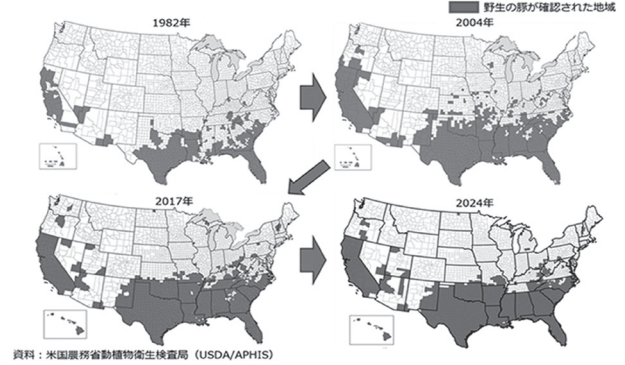 野生の豚が確認された地域
1982年
2004年
2017年
2024年
資料：米国農務省動植物衛生検査局（USDA/APHIS）